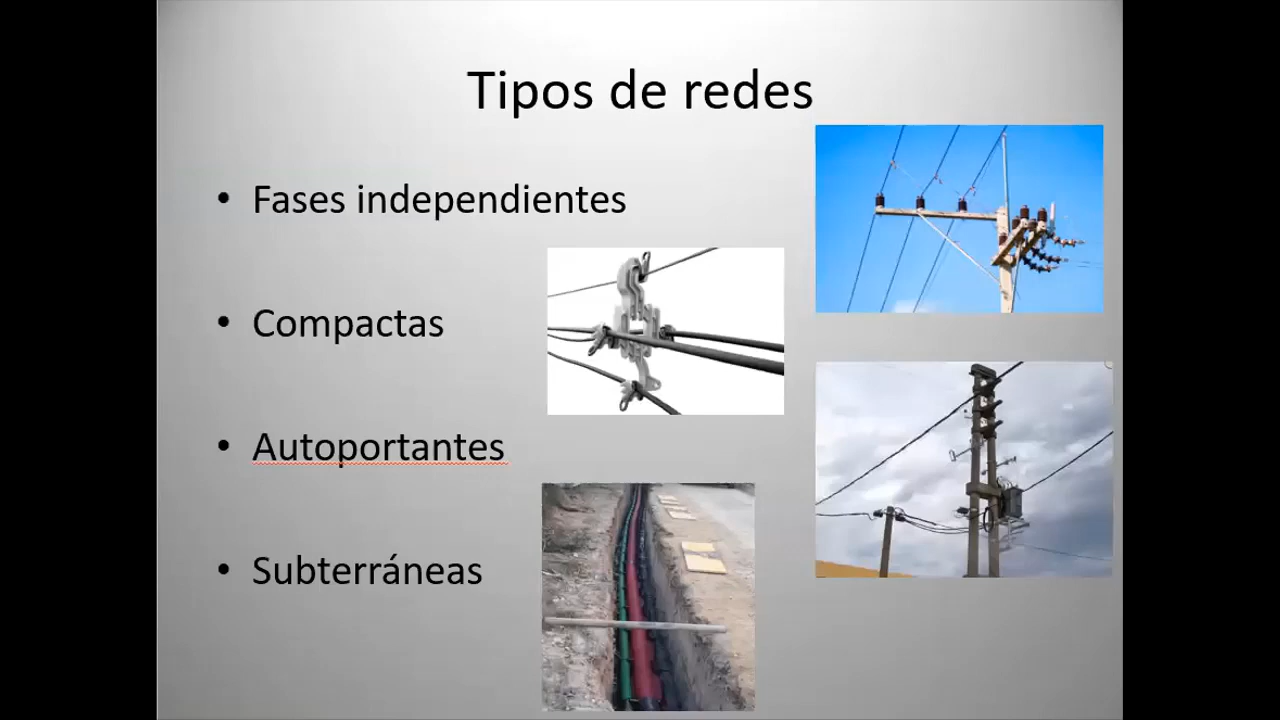 Tipos de redes
• Fases independientes
• Compactas
• Autoportantes
• Subterráneas